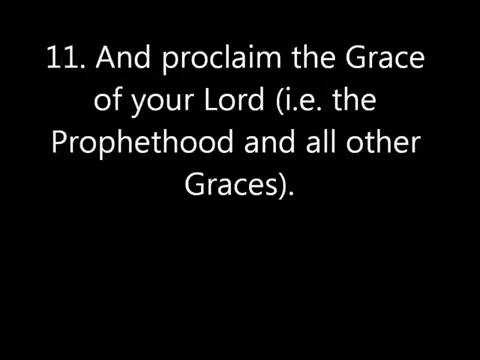 11. And proclaim the Grace
of your Lord (i.e. the
Prophethood and all other
Graces).